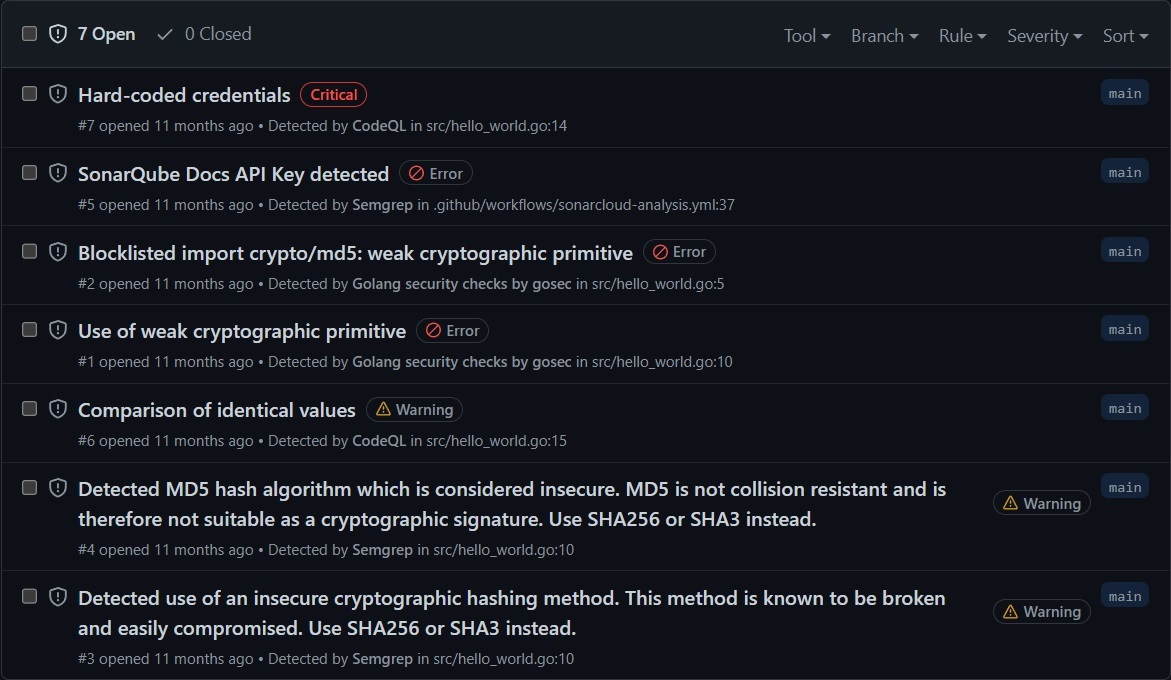 7 Open 0 Closed Tool Branch Rule Severity Sort
Hard-coded credentials Critical main
#7 opened 11 months ago • Detected by CodeQL in src/hello_world.go:14
SonarQube Docs API Key detected Error main
#5 opened 11 months ago • Detected by Semgrep in .github/workflows/sonarcloud-analysis.yml:37
Blocklisted import crypto/md5: weak cryptographic primitive Error main
#2 opened 11 months ago • Detected by Golang security checks by gosec in src/hello_world.go:5
Use of weak cryptographic primitive Error main
#1 opened 11 months ago • Detected by Golang security checks by gosec in src/hello_world.go:10
Comparison of identical values Warning main
#6 opened 11 months ago • Detected by CodeQL in src/hello_world.go:15
Detected MD5 hash algorithm which is considered insecure. MD5 is not collision resistant and is Warning main
therefore not suitable as a cryptographic signature. Use SHA256 or SHA3 instead.
#4 opened 11 months ago • Detected by Semgrep in src/hello_world.go:10
Detected use of an insecure cryptographic hashing method. This method is known to be broken Warning main
and easily compromised. Use SHA256 or SHA3 instead.
#3 opened 11 months ago • Detected by Semgrep in src/hello_world.go:10